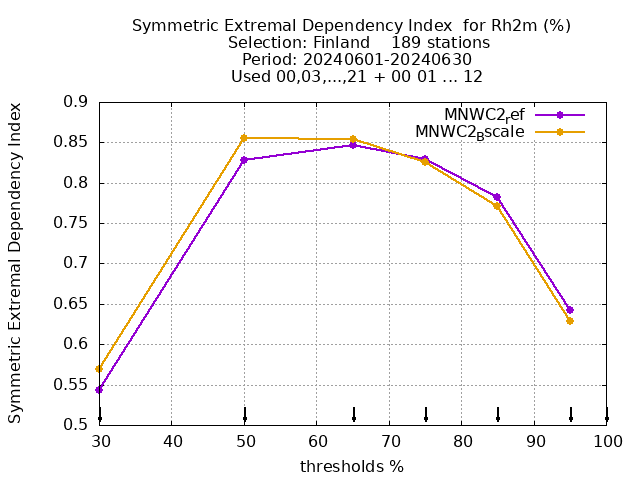 Symmetric Extremal Dependency Index  for Rh2m (%)
Selection: Finland    189 stations
Period: 20240601-20240630
Used 00,03,...,21 + 00 01 ... 12
MNWC2ref
MNWC2Bscale
Symmetric Extremal Dependency Index
0.9
0.85
0.8
0.75
0.7
0.65
0.6
0.55
0.5
30 40 50 60 70 80 90 100
thresholds %